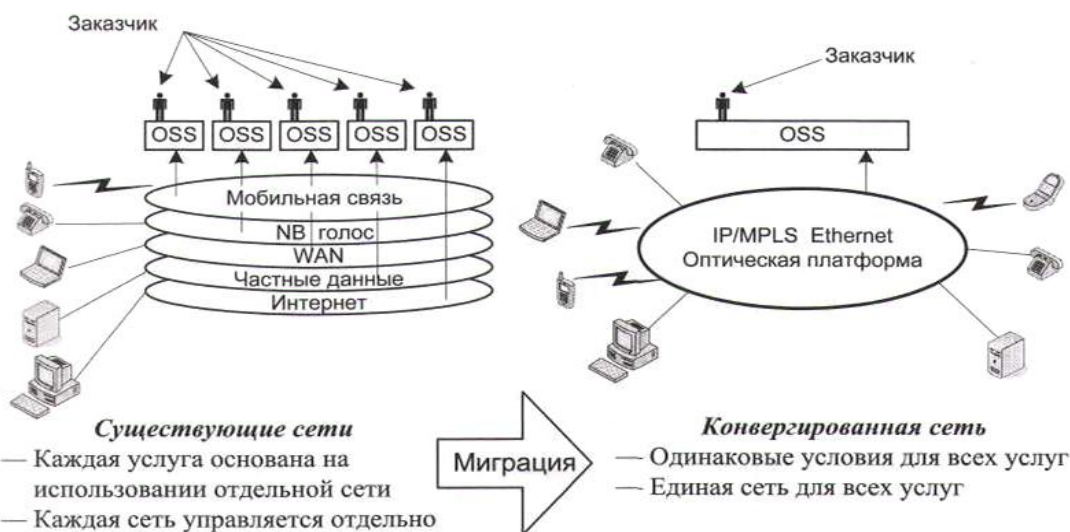 Заказчик
OSS OSS OSS OSS OSS
Мобильная связь
NB голос
WAN
Частные данные
Интернет
Заказчик
OSS
IP/MPLS Ethernet
Оптическая платформа
Существующие сети
— Каждая услуга основана на
использовании отдельной сети
— Каждая сеть управляется отдельно
Миграция
Конвергированная сеть
— Одинаковые условия для всех услуг
— Единая сеть для всех услуг